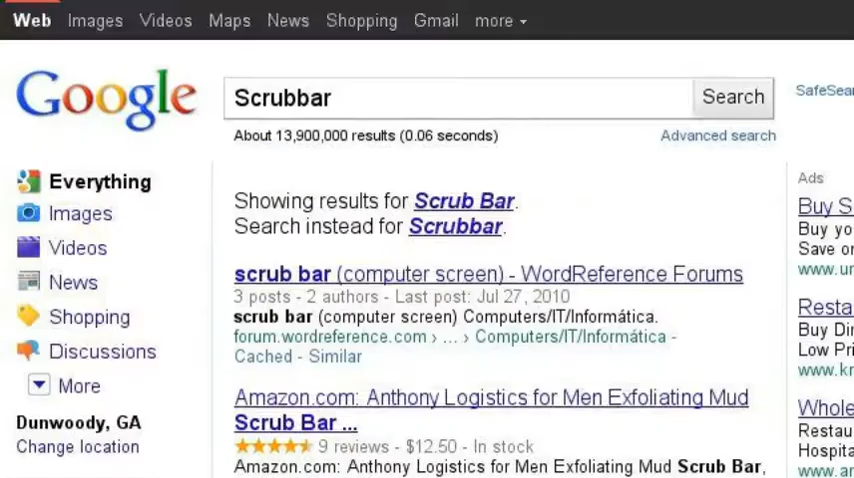 Web Images Videos Maps News Shopping Gmail more
Google
Scrubbar
Search
SafeSear
About 13,900,000 results (0.06 seconds)
Advanced search
Everything
Images
Videos
News
Shopping
Discussions
More
Dunwoody, GA
Change location
Showing results for Scrub Bar.
Search instead for Scrubbar.
scrub bar (computer screen) - WordReference Forums
3 posts - 2 authors - Last post: Jul 27, 2010
scrub bar (computer screen) Computers/IT/Informática.
forum.wordreference.com › ... › Computers/IT/Informática -
Cached - Similar
Amazon.com: Anthony Logistics for Men Exfoliating Mud
Scrub Bar ...
9 reviews - $12.50 - In stock
Amazon.com: Anthony Logistics for Men Exfoliating Mud Scrub Bar,
Ads
Buy S
Buy yo
Save or
www.ur
Restau
Buy Din
Low Pri
www.kr
Whole
Restau
Hospita
www.ar